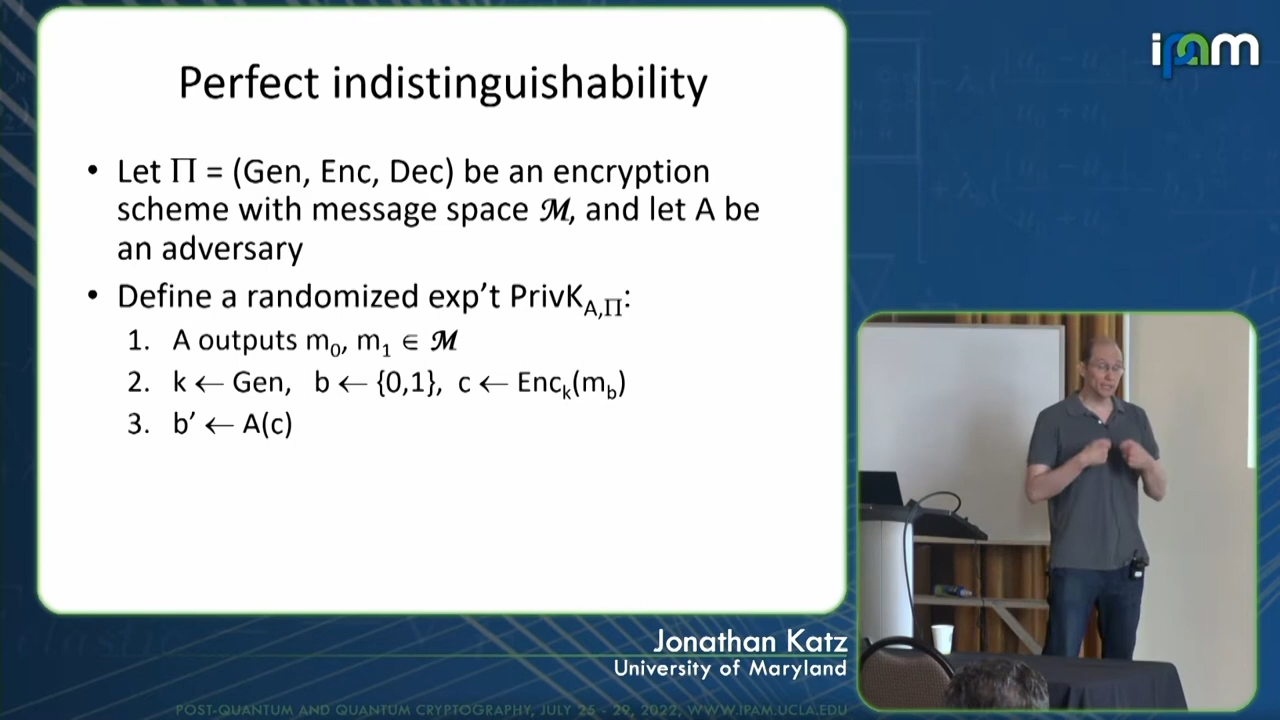 ipam
Perfect indistinguishability
• Let Π = (Gen, Enc, Dec) be an encryption
scheme with message space ℳ, and let A be
an adversary
• Define a randomized exp’t PrivK_A,Π:
1. A outputs m₀, m₁ ∈ ℳ
2. k ← Gen, b ← {0,1}, c ← Enc_k(m_b)
3. b′ ← A(c)
Jonathan Katz
University of Maryland
POST-QUANTUM AND QUANTUM CRYPTOGRAPHY, JULY 25 - 29, 2022, WWW.IPAM.UCLA.EDU